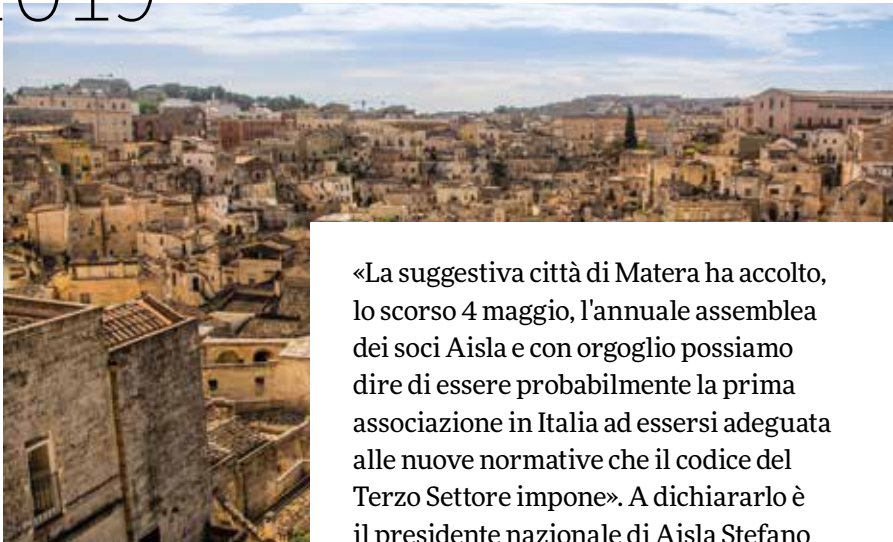 2019
«La suggestiva città di Matera ha accolto,
lo scorso 4 maggio, l'annuale assemblea
dei soci Aisla e con orgoglio possiamo
dire di essere probabilmente la prima
associazione in Italia ad essersi adeguata
alle nuove normative che il codice del
Terzo Settore impone». A dichiararlo è
il presidente nazionale di Aisla Stefano